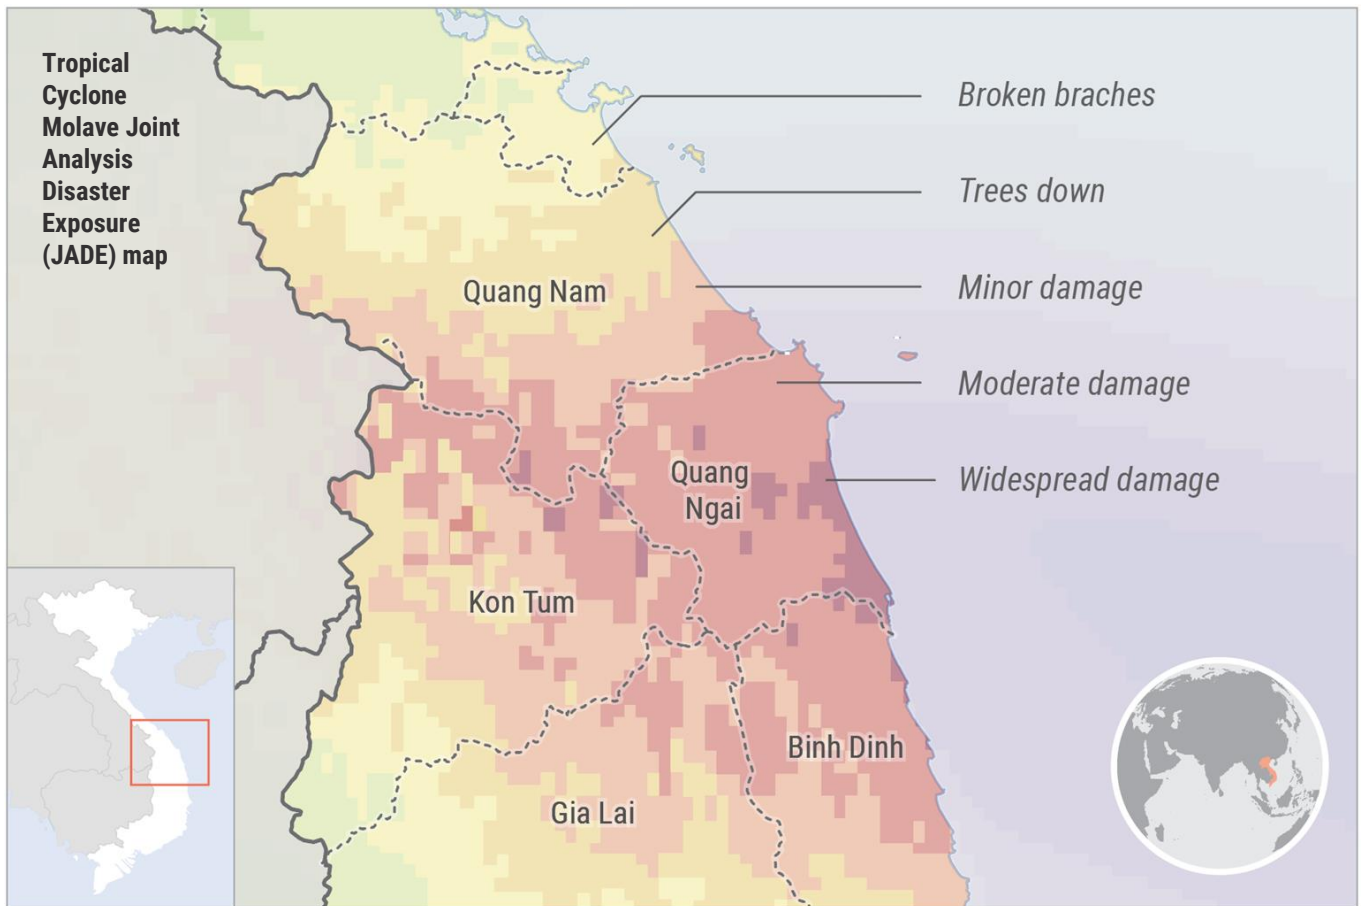 Tropical
Cyclone
Molave Joint
Analysis
Disaster
Exposure
(JADE) map
Broken braches
Trees down
Minor damage
Moderate damage
Widespread damage
Quang Nam
Quang
Ngai
Kon Tum
Binh Dinh
Gia Lai